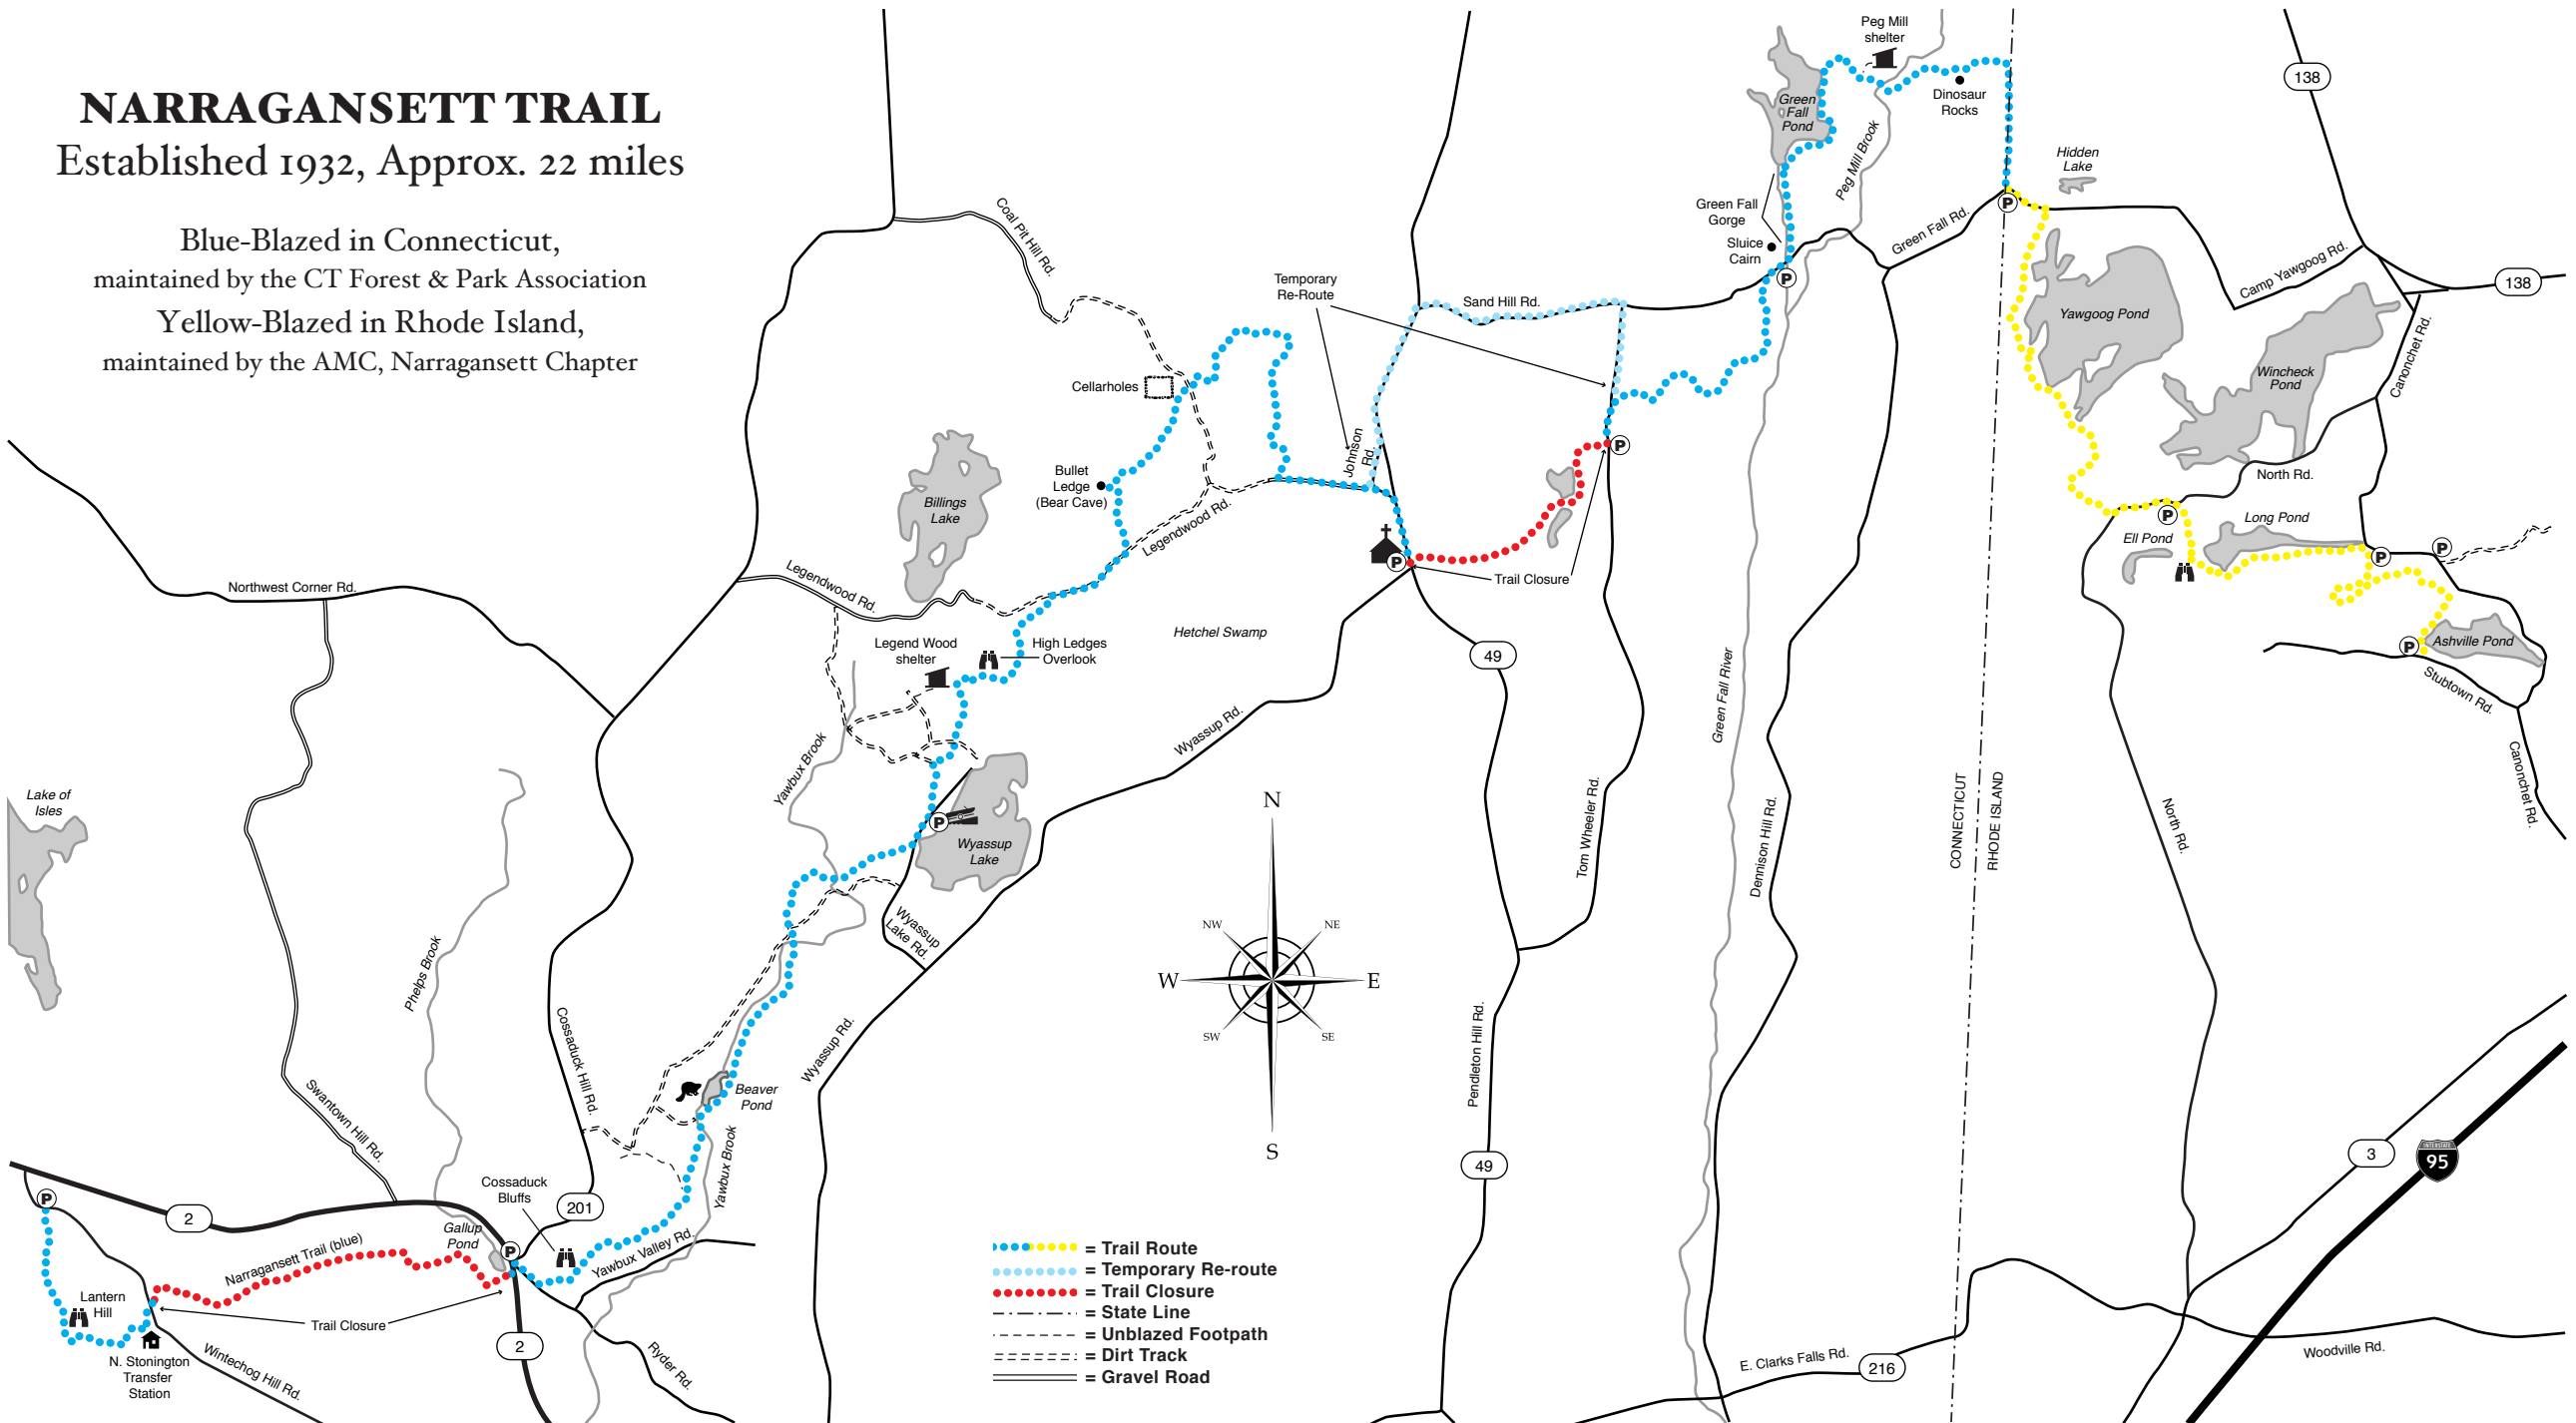 NARRAGANSETT TRAIL
Established 1932, Approx. 22 miles
Blue-Blazed in Connecticut,
maintained by the CT Forest & Park Association
Yellow-Blazed in Rhode Island,
maintained by the AMC, Narragansett Chapter
Peg Mill
shelter
Dinosaur
Rocks
Green
Fall
Pond
Peg Mill Brook
Green Fall
Gorge
Sluice
Cairn
P
Green Fall Rd.
P
Hidden
Lake
138
138
Camp Yawgoog Rd.
Yawgoog Pond
Wincheck
Pond
Canonchet Rd.
North Rd.
Long Pond
Ell Pond
P
P
P
P
Ashville Pond
Stubtown Rd.
Canonchet Rd.
North Rd.
Coal Pit Hill Rd.
Temporary
Re-Route
Sand Hill Rd.
Cellarholes
Johnson
Rd.
P
Bullet
Ledge
(Bear Cave)
Billings
Lake
Legendwood Rd.
P
Trail Closure
Northwest Corner Rd.
Legendwood Rd.
Legend Wood
shelter
High Ledges
Overlook
Hetchel Swamp
49
Wyassup Rd.
Green Fall River
Yawbux Brook
Lake of
Isles
P
Wyassup
Lake
Tom Wheeler Rd.
Dennison Hill Rd.
CONNECTICUT
RHODE ISLAND
N
NW
NE
W
E
SW
SE
S
Wyassup
Lake Rd.
Phelps Brook
Cossaduck Hill Rd.
Wyassup Rd.
Pendleton Hill Rd.
Beaver
Pond
Yawbux Brook
Swantown Hill Rd.
49
3
INTERSTATE
95
Cossaduck
Bluffs
201
P
2
Gallup
Pond
P
Narragansett Trail (blue)
Yawbux Valley Rd.
Lantern
Hill
Trail Closure
2
N. Stonington
Transfer
Station
Wintechog Hill Rd.
Ryder Rd.
= Trail Route
= Temporary Re-route
= Trail Closure
= State Line
= Unblazed Footpath
= Dirt Track
= Gravel Road
E. Clarks Falls Rd.
216
Woodville Rd.